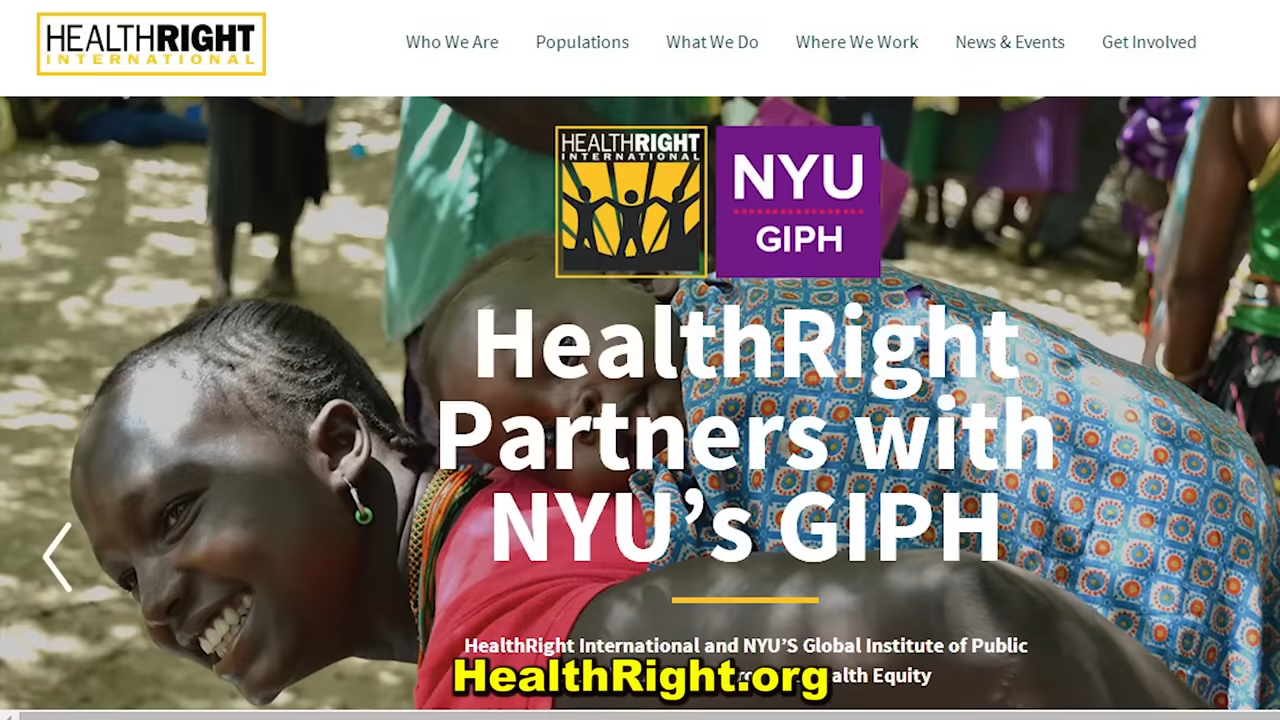 HEALTHRIGHT
INTERNATIONAL
Who We Are Populations What We Do Where We Work News & Events Get Involved
HEALTHRIGHT
INTERNATIONAL
NYU
GIPH
HealthRight
Partners with
NYU’s GIPH
HealthRight International and NYU’S Global Institute of Public
Equity
HealthRight.org